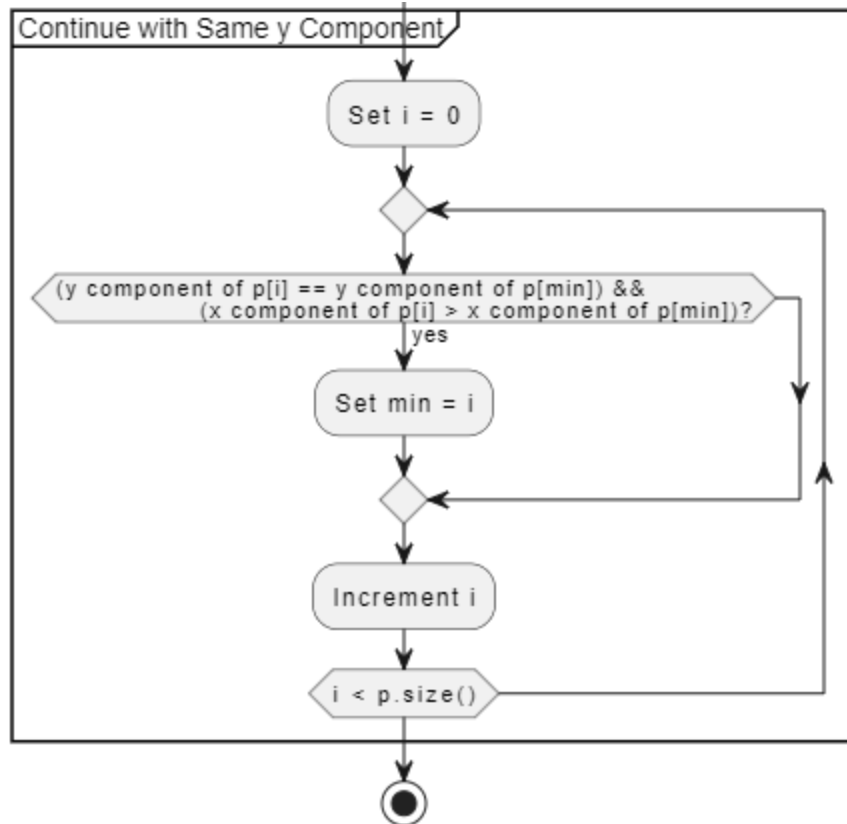 Continue with Same y Component
Set i = 0
(y component of p[i] == y component of p[min]) &&
(x component of p[i] > x component of p[min])?
yes
Set min = i
Increment i
i < p.size()